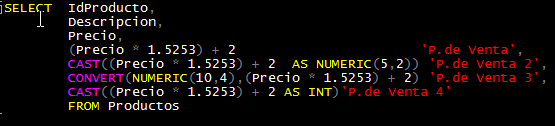 SELECT IdProducto,
Descripcion,
Precio,
(Precio * 1.5253) + 2 'P.de Venta',
CAST((Precio * 1.5253) + 2 AS NUMERIC(5,2)) 'P.de Venta 2',
CONVERT(NUMERIC(10,4),(Precio * 1.5253) + 2) 'P.de Venta 3',
CAST((Precio * 1.5253) + 2 AS INT)'P.de Venta 4'
FROM Productos